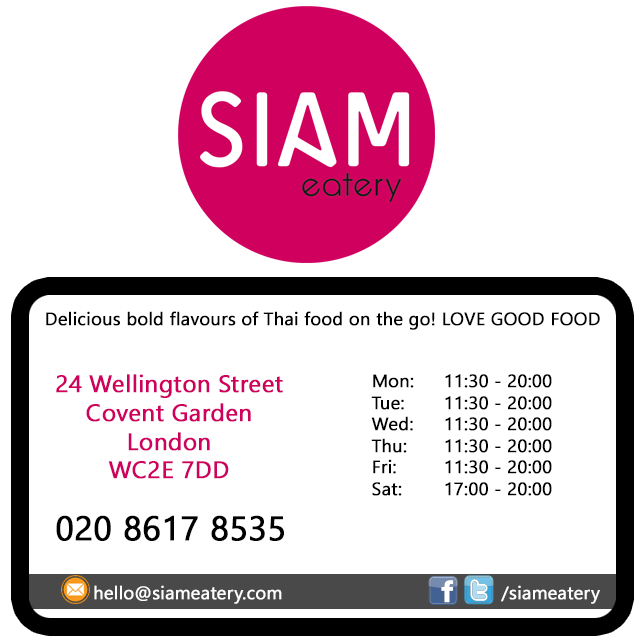 SIAM
eatery
Delicious bold flavours of Thai food on the go! LOVE GOOD FOOD
24 Wellington Street
Covent Garden
London
WC2E 7DD
020 8617 8535
Mon: 11:30 - 20:00
Tue: 11:30 - 20:00
Wed: 11:30 - 20:00
Thu: 11:30 - 20:00
Fri: 11:30 - 20:00
Sat: 17:00 - 20:00
hello@siameatery.com
f t /siameatery